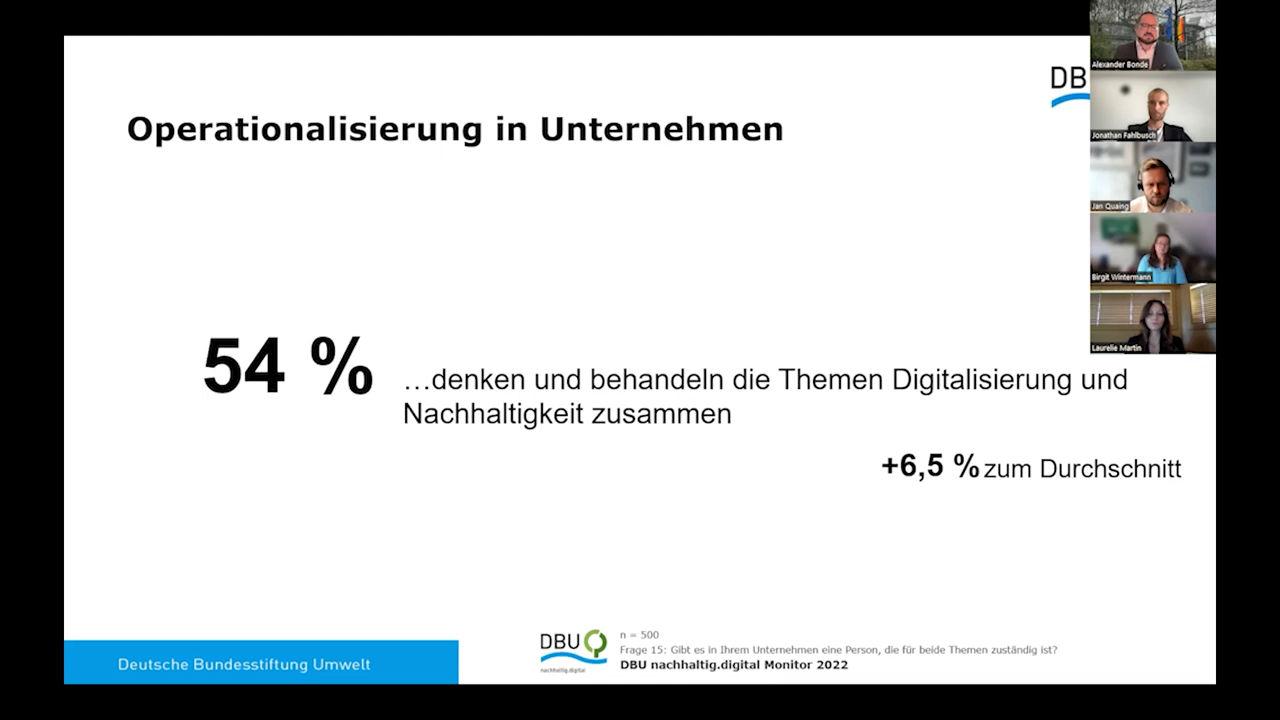 DB
Operationalisierung in Unternehmen
54 %
…denken und behandeln die Themen Digitalisierung und
Nachhaltigkeit zusammen
+6,5 % zum Durchschnitt
Alexander Bonde
Jonathan Fahlbusch
Jan Quaing
Birgit Wintermann
Laurelie Martin
Deutsche Bundesstiftung Umwelt
DBU
nachhaltig.digital
n = 500
Frage 15: Gibt es in Ihrem Unternehmen eine Person, die für beide Themen zuständig ist?
DBU nachhaltig.digital Monitor 2022